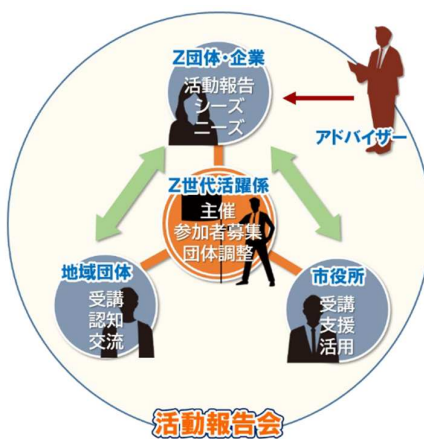 Z団体・企業
活動報告
シーズ
ニーズ
アドバイザー
Z世代活躍係
主催
参加者募集
団体調整
地域団体
受講
認知
交流
市役所
受講
支援
活用
活動報告会